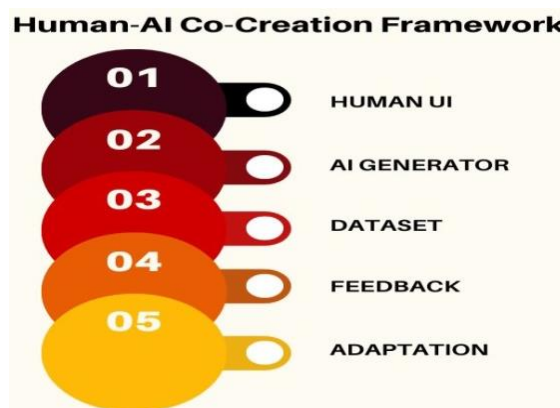 Human-AI Co-Creation Framework
01
HUMAN UI
02
AI GENERATOR
03
DATASET
04
FEEDBACK
05
ADAPTATION